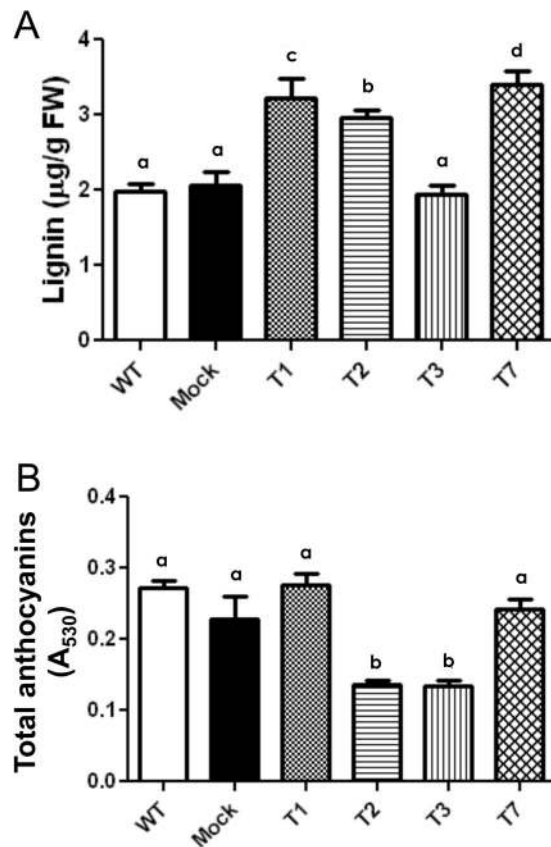 A
Lignin (µg/g FW)
4
3
2
1
0
a
a
c
b
a
d
WT
Mock
T1
T2
T3
T7
B
Total anthocyanins
(A530)
0.4
0.3
0.2
0.1
0.0
a
a
a
b
b
a
WT
Mock
T1
T2
T3
T7